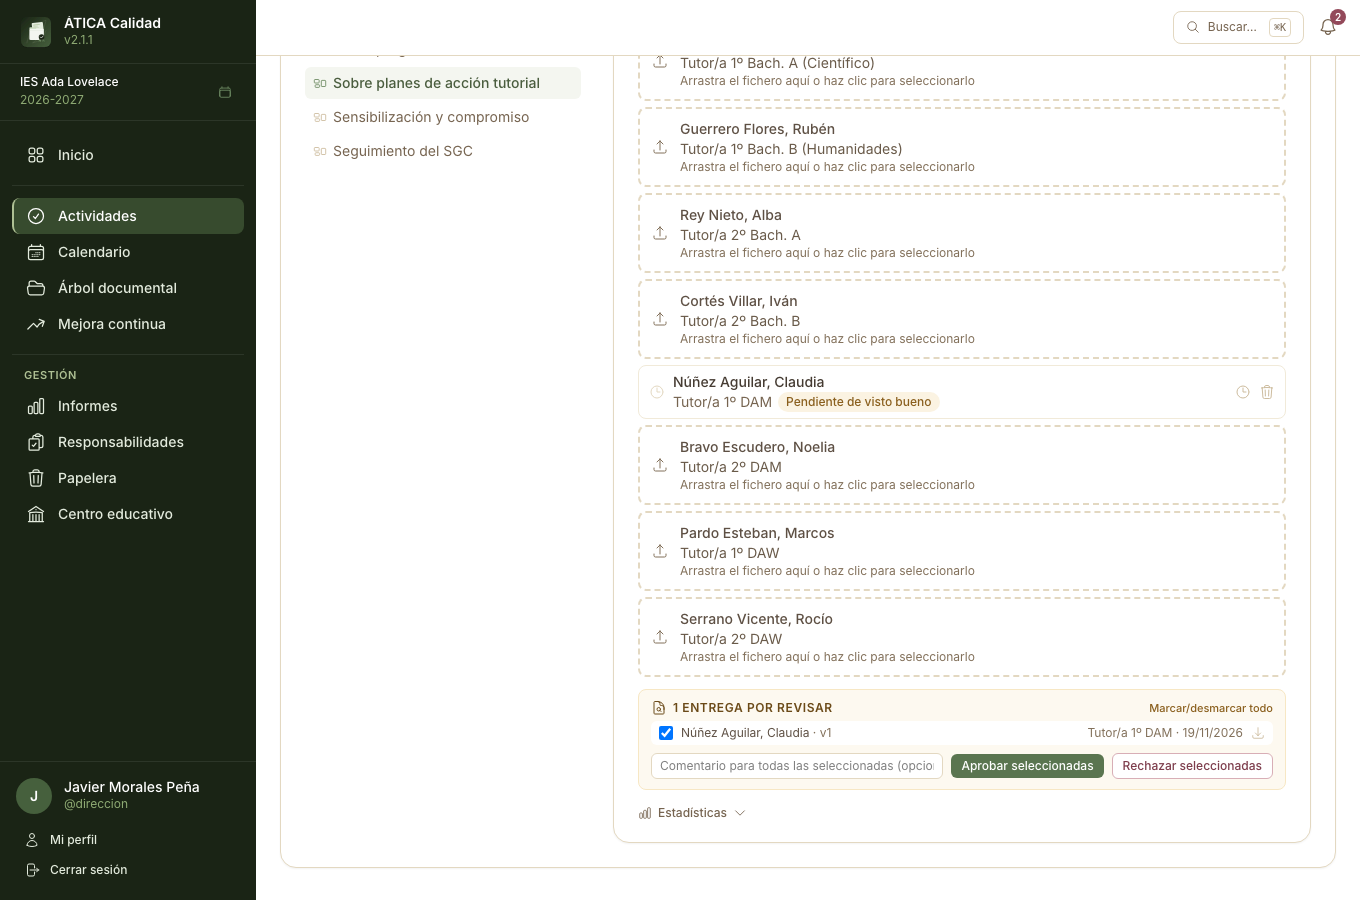 ÁTICA Calidad
v2.1.1
IES Ada Lovelace
2026-2027
Inicio
Actividades
Calendario
Árbol documental
Mejora continua
GESTIÓN
Informes
Responsabilidades
Papelera
Centro educativo
Javier Morales Peña
@direccion
J
Mi perfil
Cerrar sesión
Buscar...
⌘K
2
Sobre planes de acción tutorial
Sensibilización y compromiso
Seguimiento del SGC
Tutor/a 1º Bach. A (Científico)
Arrastra el fichero aquí o haz clic para seleccionarlo
Guerrero Flores, Rubén
Tutor/a 1º Bach. B (Humanidades)
Arrastra el fichero aquí o haz clic para seleccionarlo
Rey Nieto, Alba
Tutor/a 2º Bach. A
Arrastra el fichero aquí o haz clic para seleccionarlo
Cortés Villar, Iván
Tutor/a 2º Bach. B
Arrastra el fichero aquí o haz clic para seleccionarlo
Núñez Aguilar, Claudia
Tutor/a 1º DAM Pendiente de visto bueno
Bravo Escudero, Noelia
Tutor/a 2º DAM
Arrastra el fichero aquí o haz clic para seleccionarlo
Pardo Esteban, Marcos
Tutor/a 1º DAW
Arrastra el fichero aquí o haz clic para seleccionarlo
Serrano Vicente, Rocío
Tutor/a 2º DAW
Arrastra el fichero aquí o haz clic para seleccionarlo
1 ENTREGA POR REVISAR
Marcar/desmarcar todo
Núñez Aguilar, Claudia · v1
Tutor/a 1º DAM · 19/11/2026
Comentario para todas las seleccionadas (opcio
Aprobar seleccionadas
Rechazar seleccionadas
Estadísticas